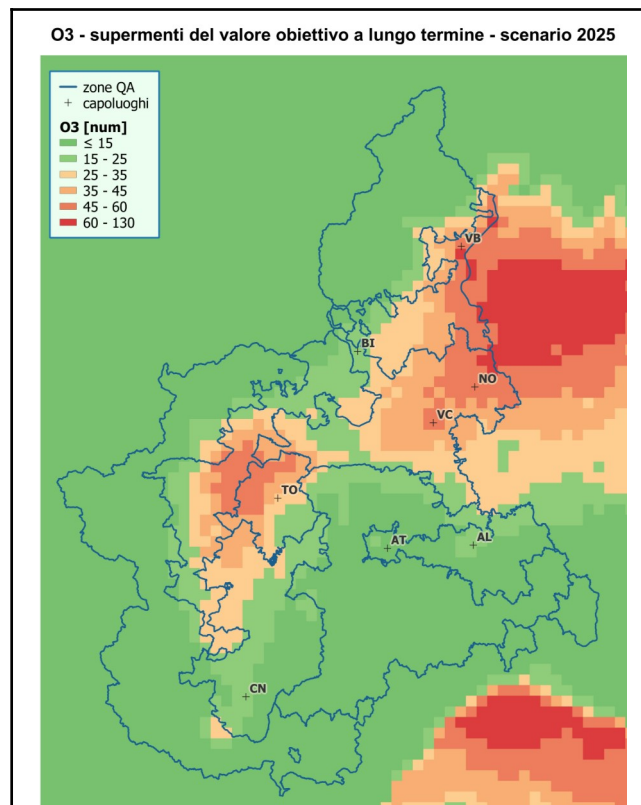 O3 - supermenti del valore obiettivo a lungo termine - scenario 2025
zone QA
+ capoluoghi
O3 [num]
≤ 15
15 - 25
25 - 35
35 - 45
45 - 60
60 - 130
VB
BI
NO
VC
TO
AT
AL
CN